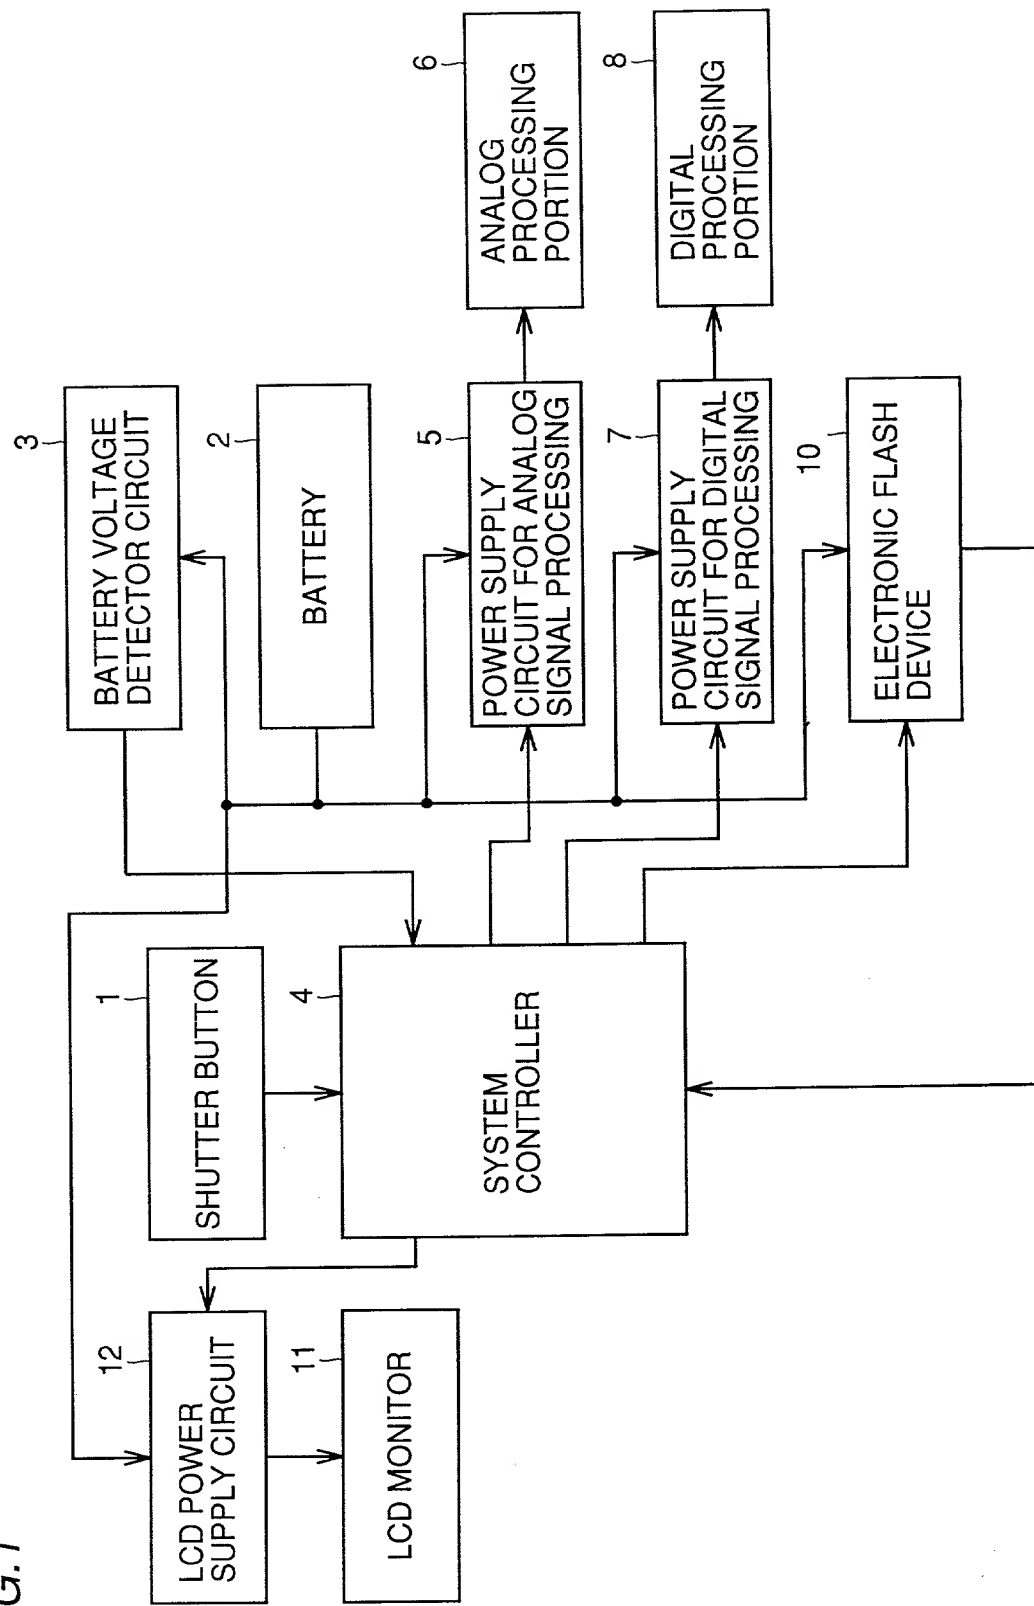 G.1
3
BATTERY VOLTAGE
DETECTOR CIRCUIT
2
BATTERY
6
ANALOG
PROCESSING
PORTION
5
POWER SUPPLY
CIRCUIT FOR ANALOG
SIGNAL PROCESSING
8
DIGITAL
PROCESSING
PORTION
7
POWER SUPPLY
CIRCUIT FOR DIGITAL
SIGNAL PROCESSING
10
ELECTRONIC FLASH
DEVICE
1
SHUTTER BUTTON
4
SYSTEM
CONTROLLER
12
LCD POWER
SUPPLY CIRCUIT
11
LCD MONITOR